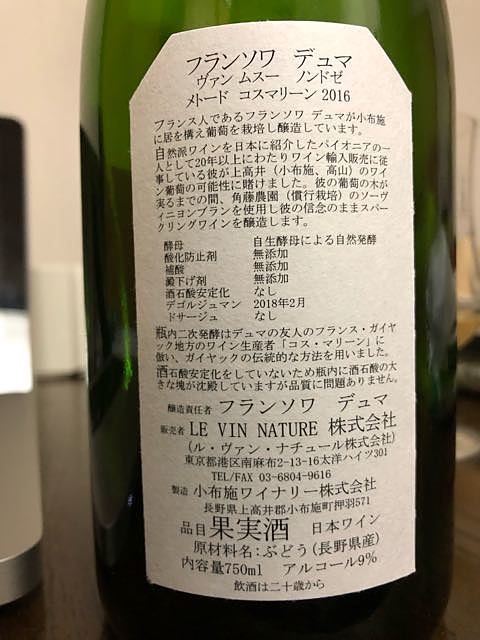 フランソワ デュマ
ヴァン ムスー ノンドゼ
メトード コスマリーン 2016
フランス人であるフランソワ デュマが小布施
に居を構え葡萄を栽培し醸造しています。
自然派ワインを日本に紹介したパイオニアの一
人として20年以上にわたりワイン輸入販売に従
事している彼が上高井（小布施、高山）のワイ
ン葡萄の可能性に賭けました。彼の葡萄の木が
実るまでの間、角藤農園（慣行栽培）のソーヴ
ィニヨンブランを使用し彼の信念のままスパー
クリングワインを醸造します。
酵母 自生酵母による自然発酵
酸化防止剤 無添加
補酸 無添加
澱下げ剤 無添加
酒石酸安定化 なし
デゴルジュマン 2018年2月
ドサージュ なし
瓶内二次発酵はデュマの友人のフランス・ガイヤ
ック地方のワイン生産者「コス・マリーン」に
倣い、ガイヤックの伝統的な方法を用いました。
酒石酸安定化をしていないため瓶内に酒石酸の大
きな塊が沈殿していますが品質に問題ありません。
醸造責任者 フランソワ デュマ
販売者 LE VIN NATURE 株式会社
(ル・ヴァン・ナチュール株式会社)
東京都港区南麻布2-13-16太洋ハイツ301
TEL/FAX 03-6804-9616
製造 小布施ワイナリー株式会社
長野県上高井郡小布施町押羽571
品目 果実酒 日本ワイン
原材料名：ぶどう（長野県産）
内容量750ml アルコール9%
飲酒は二十歳から